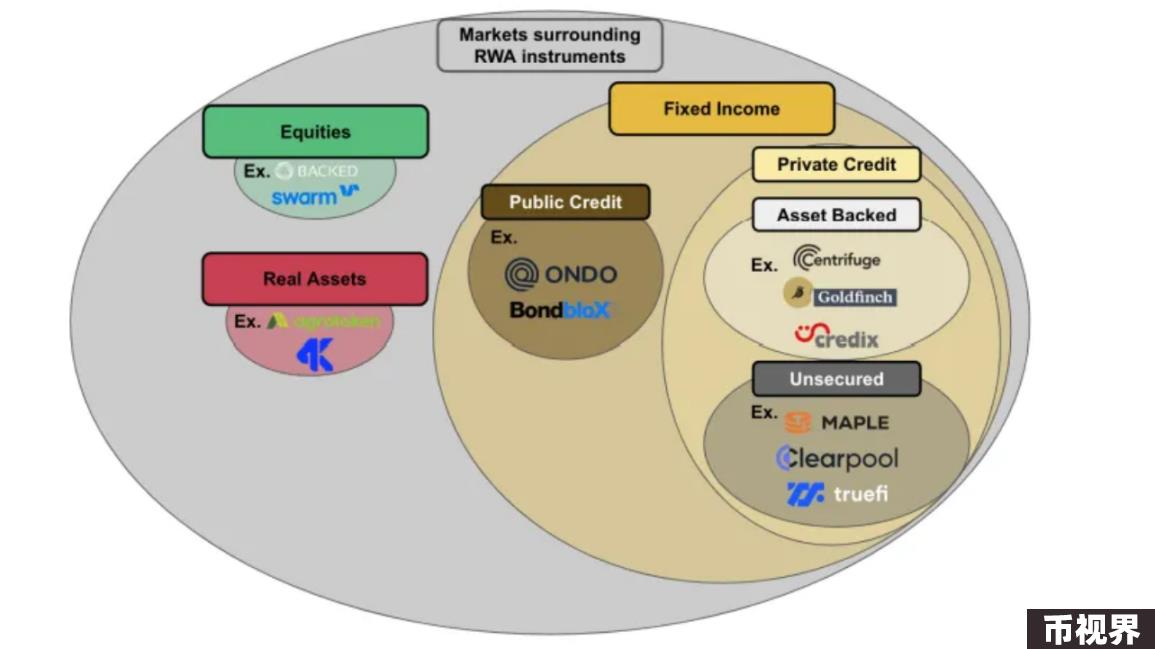 Markets surrounding
RWA instruments
Equities
Ex. BACKED
swarm
Real Assets
Ex. agrotoken
Fixed Income
Public Credit
Ex.
ONDO
BondbloX
Private Credit
Asset Backed
Ex. Centrifuge
Goldfinch
credix
Unsecured
Ex. MAPLE
Clearpool
truefi
币视界